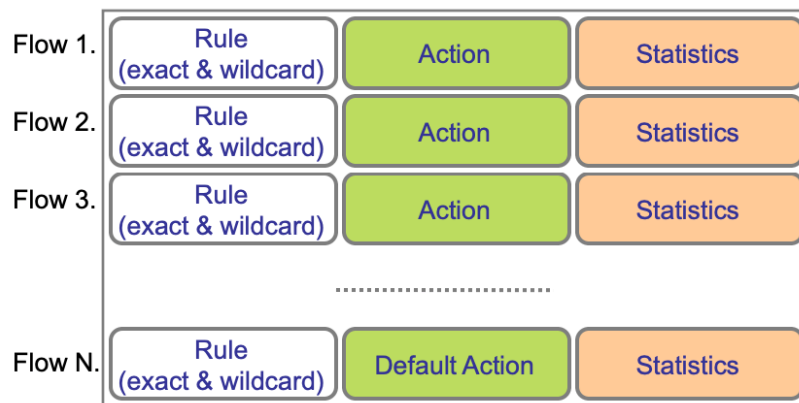 Flow 1.
Rule
(exact & wildcard)
Action
Statistics
Flow 2.
Rule
(exact & wildcard)
Action
Statistics
Flow 3.
Rule
(exact & wildcard)
Action
Statistics
Flow N.
Rule
(exact & wildcard)
Default Action
Statistics